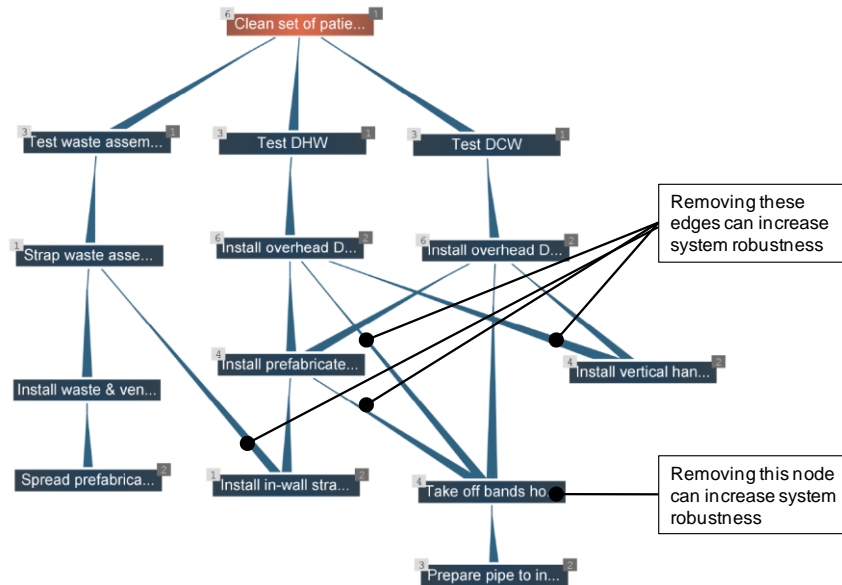 6 1
Clean set of patie...
3 1
Test waste assem...
3 1
Test DHW
3 1
Test DCW
Removing these
edges can increase
system robustness
1
Strap waste asse...
6 2
Install overhead D...
6 2
Install overhead D...
4
Install prefabricate...
4 2
Install vertical han...
Install waste & ven...
2
Spread prefabrica...
1 2
Install in-wall stra...
4
Take off bands ho...
Removing this node
can increase system
robustness
3 2
Prepare pipe to in...